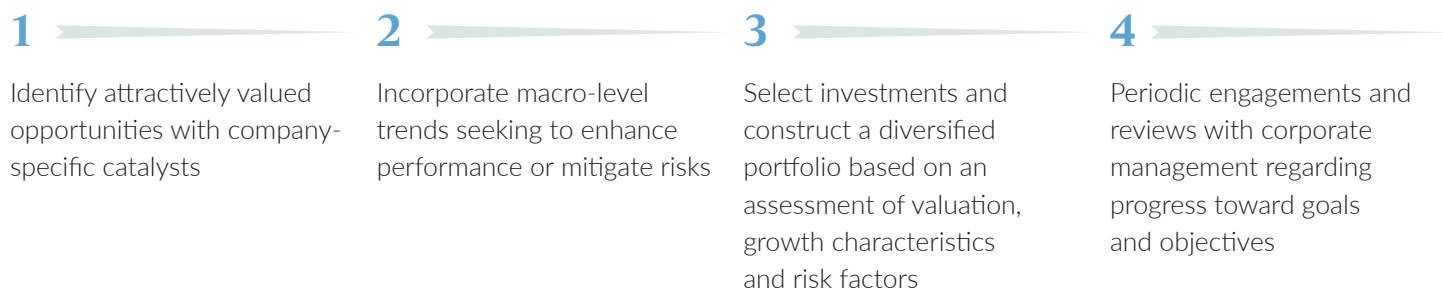 1
Identify attractively valued
opportunities with company-
specific catalysts
2
Incorporate macro-level
trends seeking to enhance
performance or mitigate risks
3
Select investments and
construct a diversified
portfolio based on an
assessment of valuation,
growth characteristics
and risk factors
4
Periodic engagements and
reviews with corporate
management regarding
progress toward goals
and objectives